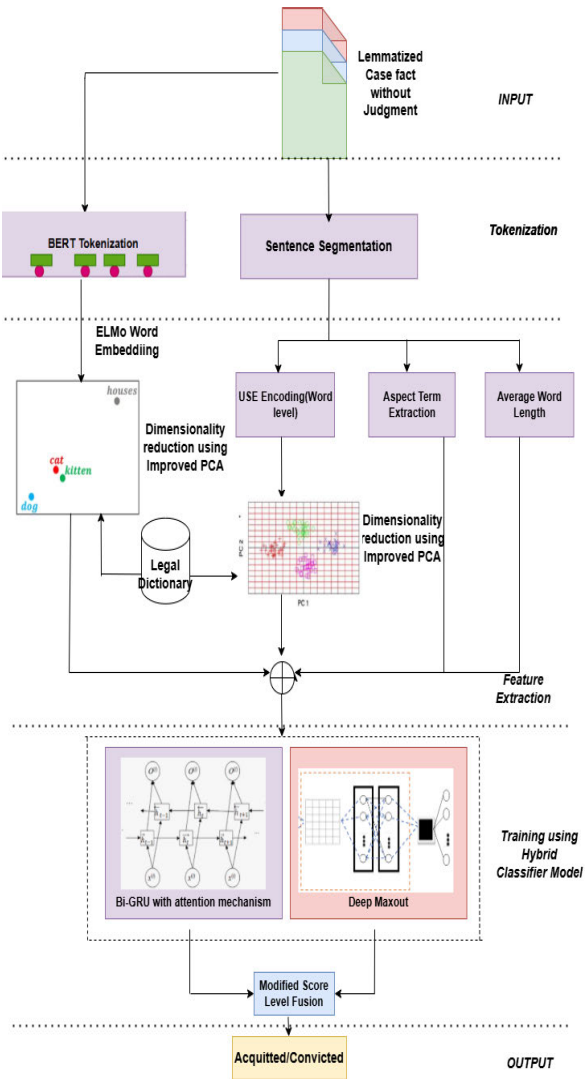 Lemmatized
Case fact
without
Judgment
INPUT
BERT Tokenization
Sentence Segmentation
Tokenization
ELMo Word
Embeddiing
houses
cat
kitten
dog
Dimensionality
reduction using
Improved PCA
USE Encoding(Word
level)
Aspect Term
Extraction
Average Word
Length
Legal
Dictionary
PC 2
PC 1
Dimensionality
reduction using
Improved PCA
Feature
Extraction
Bi-GRU with attention mechanism
Deep Maxout
Training using
Hybrid
Classifier Model
Modified Score
Level Fusion
Acquitted/Convicted
OUTPUT